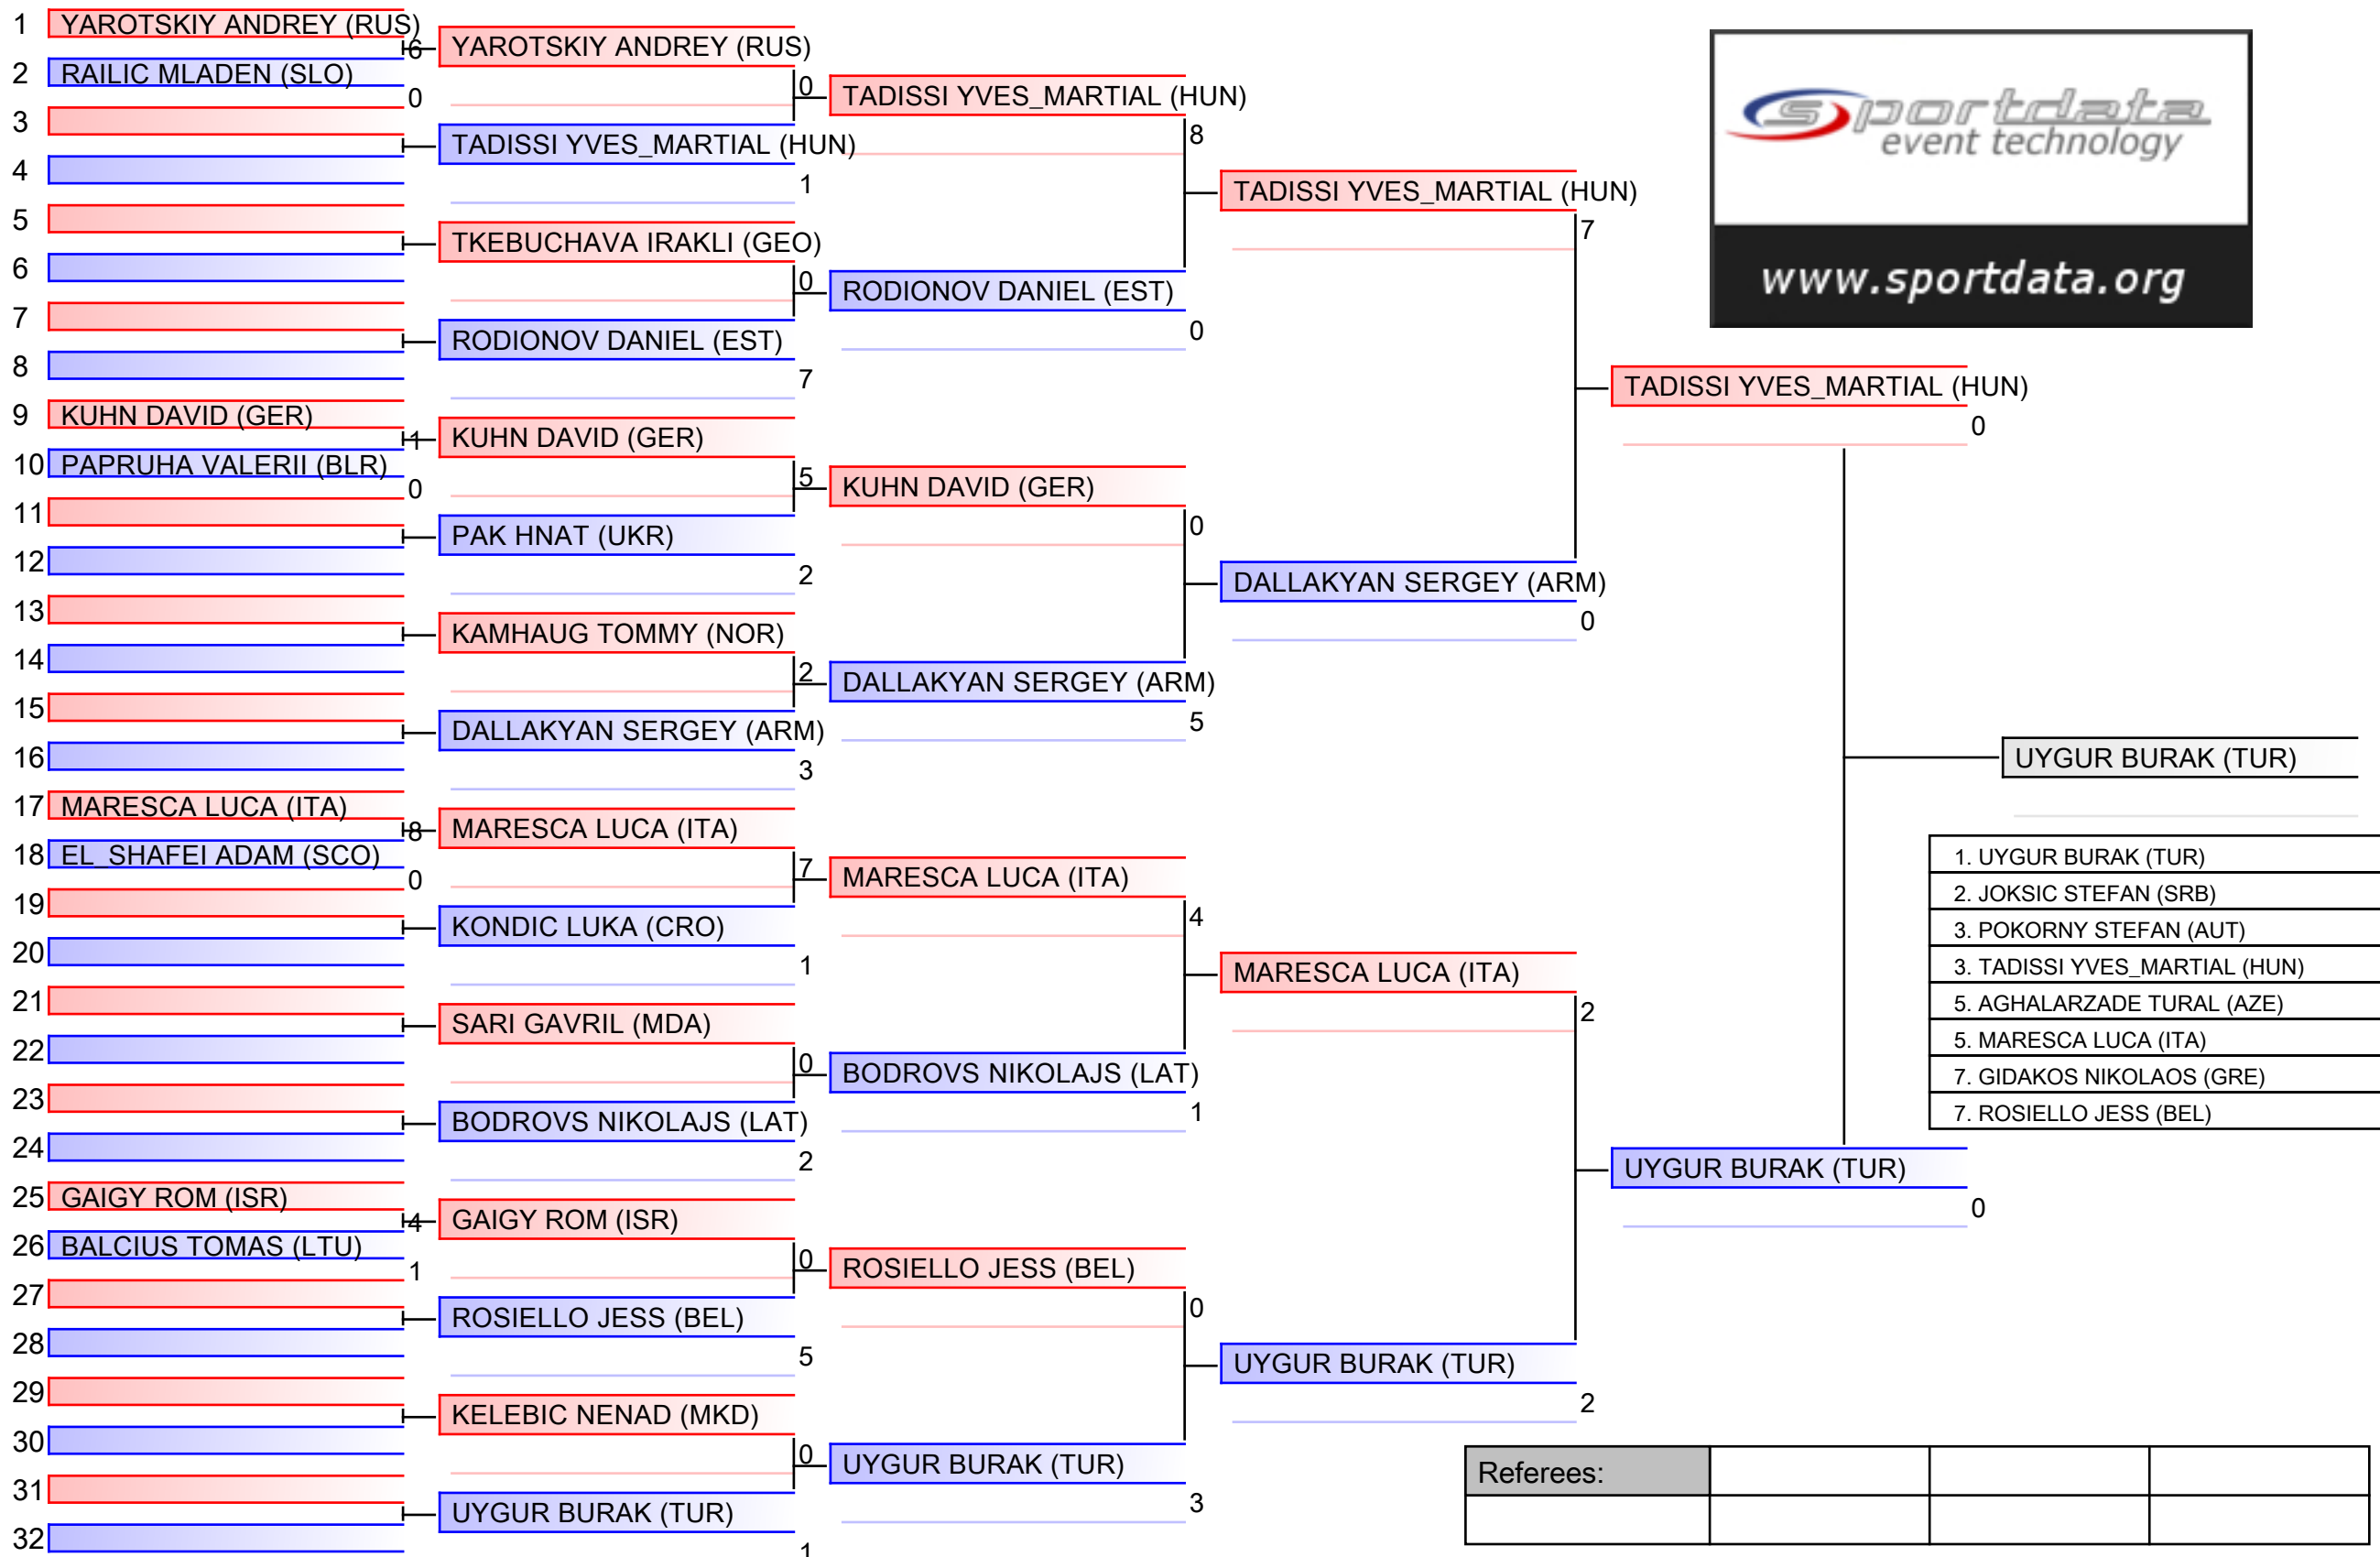 1 YAROTSKIY ANDREY (RUS)
6
2 RAILIC MLADEN (SLO)
0
3
4
5
6
7
8
9 KUHN DAVID (GER)
1
10 PAPRUHA VALERII (BLR)
0
11
12
13
14
15
16
17 MARESCA LUCA (ITA)
8
18 EL_SHAFEI ADAM (SCO)
0
19
20
21
22
23
24
25 GAIGY ROM (ISR)
4
26 BALCIUS TOMAS (LTU)
1
27
28
29
30
31
32
YAROTSKIY ANDREY (RUS)
0
TADISSI YVES_MARTIAL (HUN)
1
TKEBUCHAVA IRAKLI (GEO)
0
RODIONOV DANIEL (EST)
7
KUHN DAVID (GER)
5
PAK HNAT (UKR)
2
KAMHAUG TOMMY (NOR)
2
DALLAKYAN SERGEY (ARM)
3
MARESCA LUCA (ITA)
7
KONDIC LUKA (CRO)
1
SARI GAVRIL (MDA)
0
BODROVS NIKOLAJS (LAT)
2
GAIGY ROM (ISR)
0
ROSIELLO JESS (BEL)
5
KELEBIC NENAD (MKD)
0
UYGUR BURAK (TUR)
1
TADISSI YVES_MARTIAL (HUN)
8
RODIONOV DANIEL (EST)
0
KUHN DAVID (GER)
0
DALLAKYAN SERGEY (ARM)
5
MARESCA LUCA (ITA)
4
BODROVS NIKOLAJS (LAT)
1
ROSIELLO JESS (BEL)
0
UYGUR BURAK (TUR)
3
TADISSI YVES_MARTIAL (HUN)
7
DALLAKYAN SERGEY (ARM)
0
MARESCA LUCA (ITA)
2
UYGUR BURAK (TUR)
2
TADISSI YVES_MARTIAL (HUN)
0
UYGUR BURAK (TUR)
0
sportdata
event technology
www.sportdata.org
UYGUR BURAK (TUR)
1. UYGUR BURAK (TUR)
2. JOKSIC STEFAN (SRB)
3. POKORNY STEFAN (AUT)
3. TADISSI YVES_MARTIAL (HUN)
5. AGHALARZADE TURAL (AZE)
5. MARESCA LUCA (ITA)
7. GIDAKOS NIKOLAOS (GRE)
7. ROSIELLO JESS (BEL)
Referees: